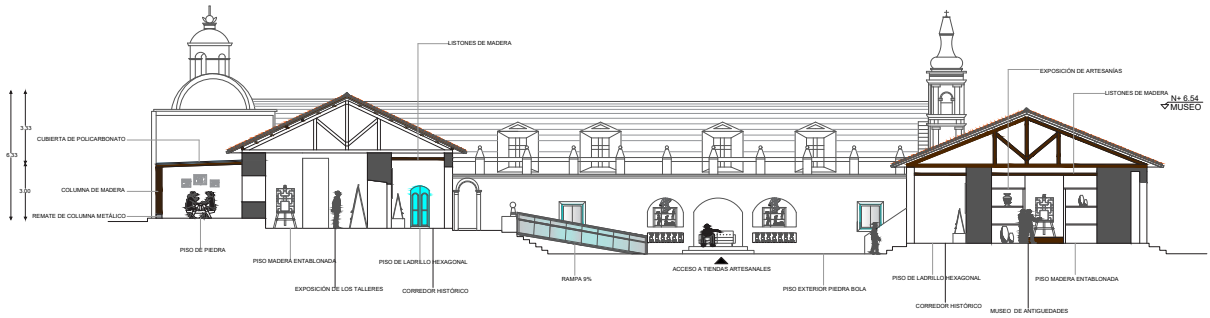 LISTONES DE MADERA
EXPOSICIÓN DE ARTESANÍAS
LISTONES DE MADERA
N+ 6.54
MUSEO
3,33
6,33
3,00
CUBIERTA DE POLICARBONATO
COLUMNA DE MADERA
REMATE DE COLUMNA METÁLICO
PISO DE PIEDRA
PISO MADERA ENTABLONADA
PISO DE LADRILLO HEXAGONAL
EXPOSICIÓN DE LOS TALLERES
CORREDOR HISTÓRICO
RAMPA 9%
ACCESO A TIENDAS ARTESANALES
PISO EXTERIOR PIEDRA BOLA
PISO DE LADRILLO HEXAGONAL
PISO MADERA ENTABLONADA
CORREDOR HISTÓRICO
MUSEO DE ANTIGUEDADES